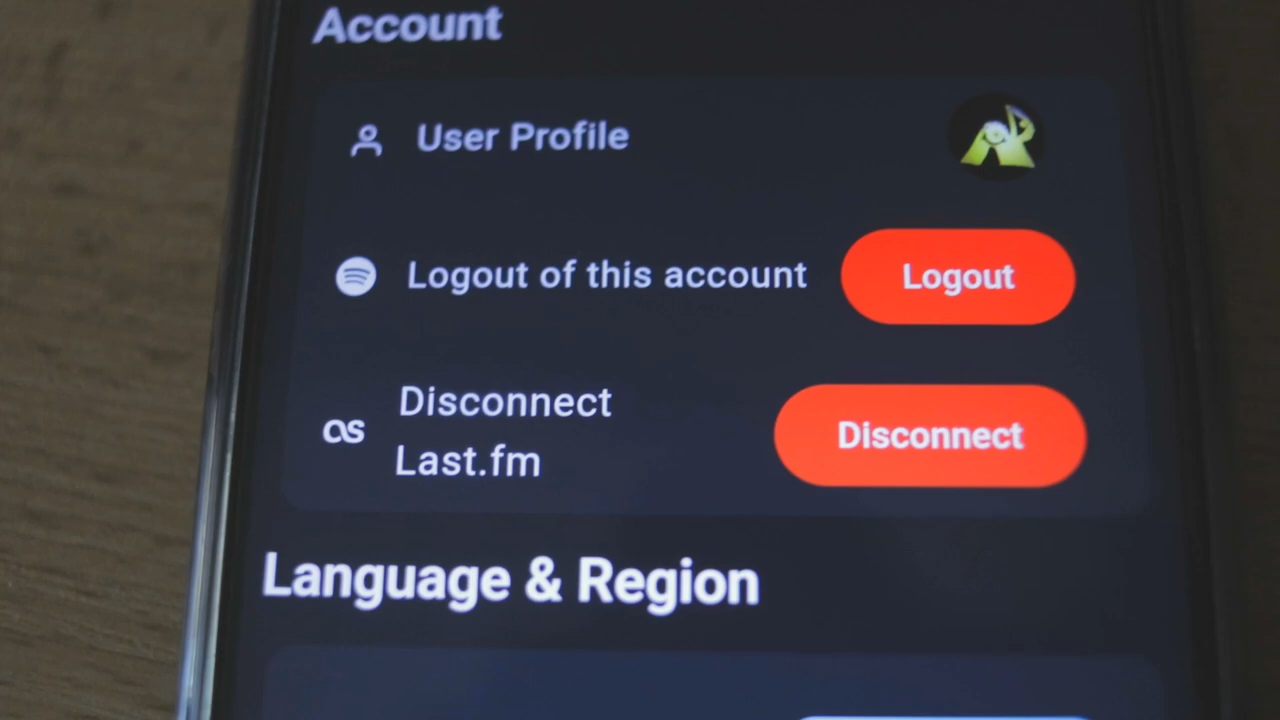 Account
User Profile
Logout of this account
Logout
Disconnect
Last.fm
Disconnect
Language & Region